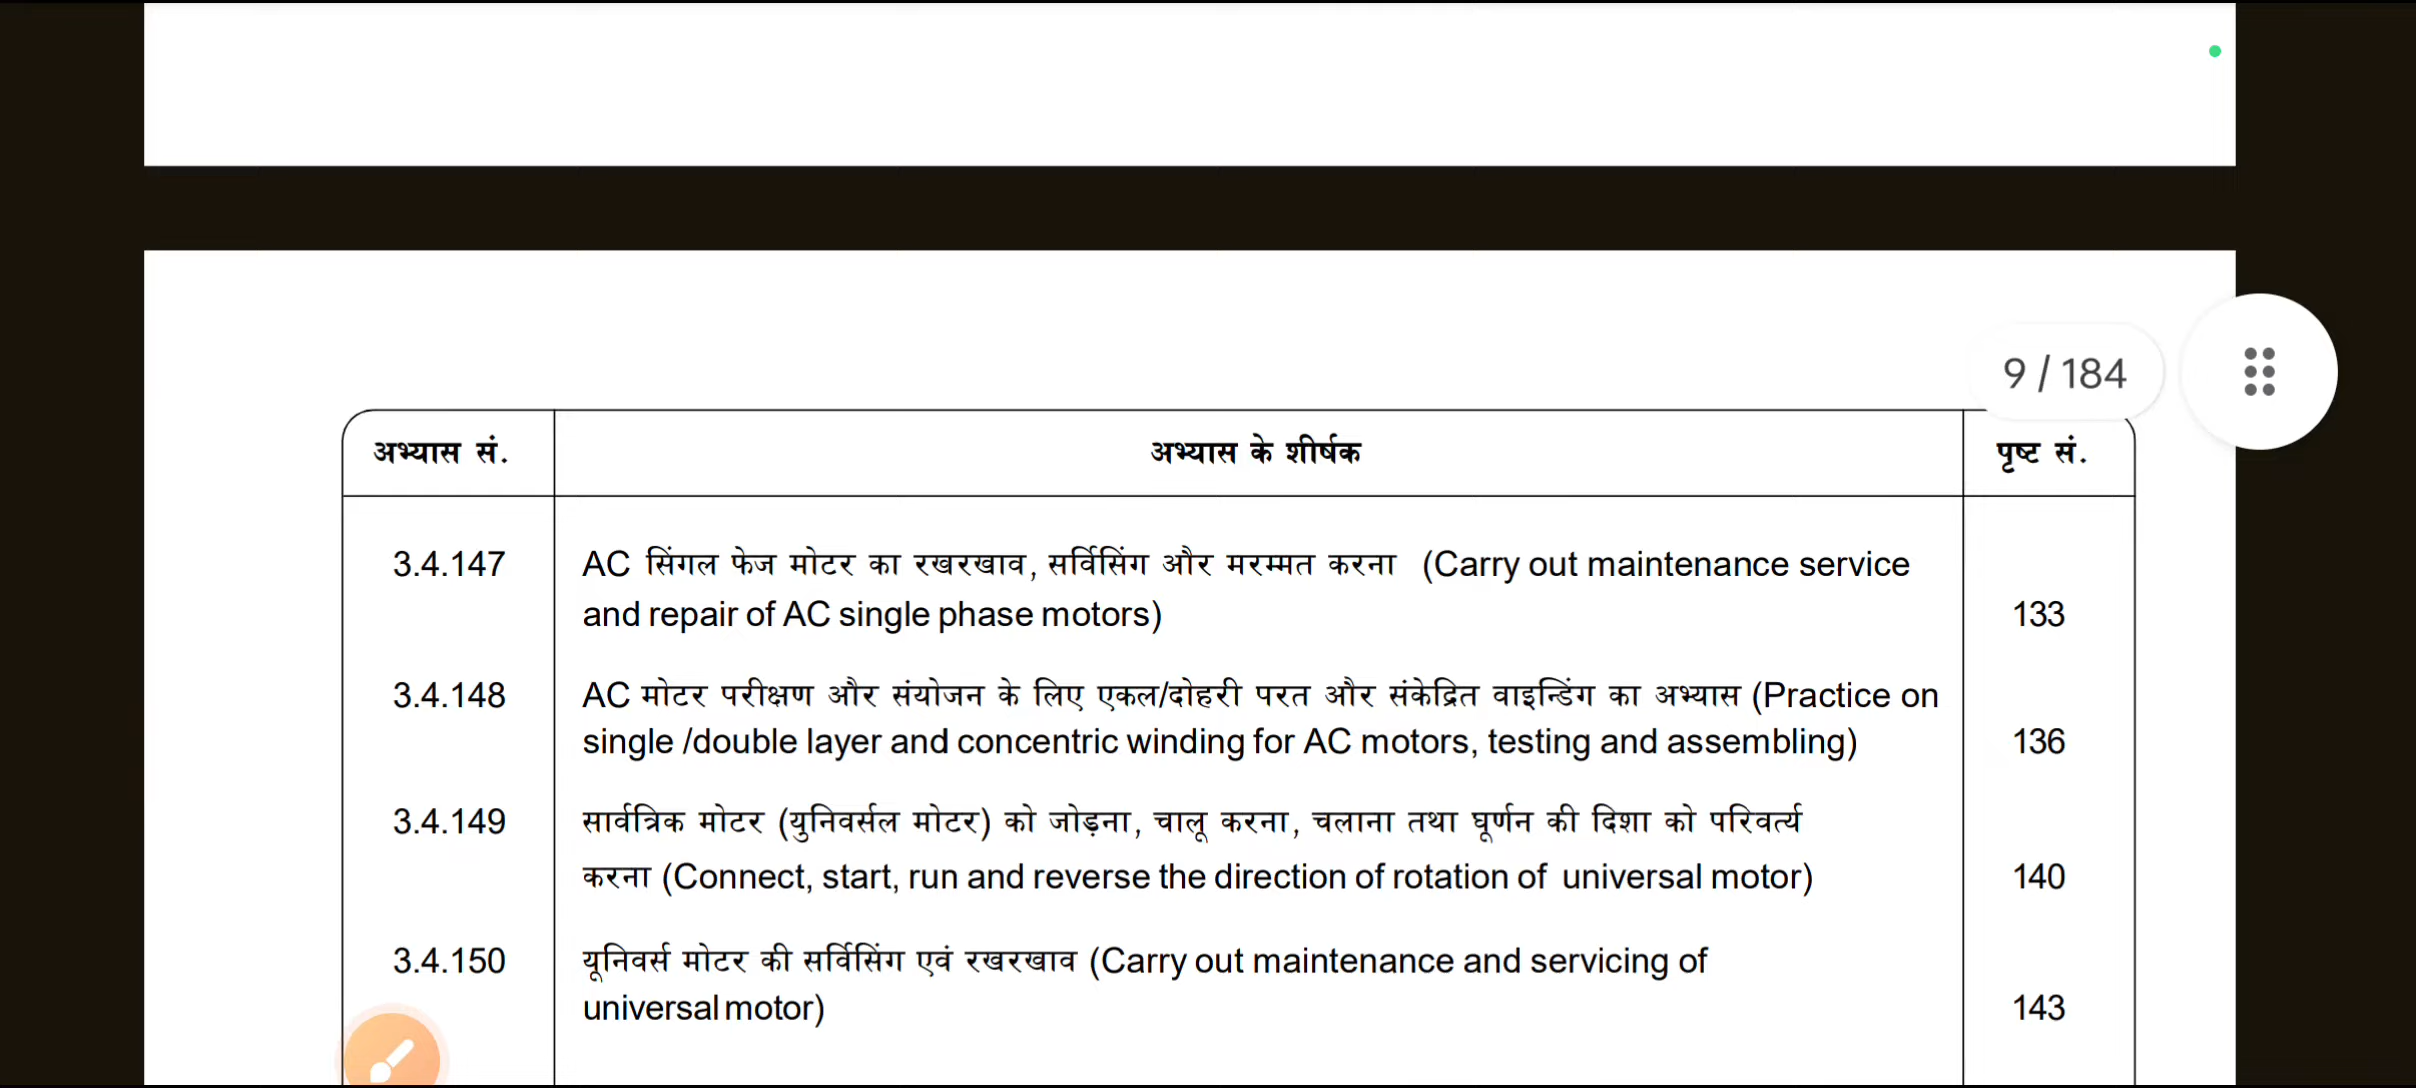 9 / 184
अभ्यास सं. अभ्यास के शीर्षक पृष्ट सं.
3.4.147 AC सिंगल फेज मोटर का रखरखाव, सर्विसिंग और मरम्मत करना (Carry out maintenance service
and repair of AC single phase motors) 133
3.4.148 AC मोटर परीक्षण और संयोजन के लिए एकल/दोहरी परत और संकेद्रित वाइन्डिंग का अभ्यास (Practice on
single /double layer and concentric winding for AC motors, testing and assembling) 136
3.4.149 सार्वत्रिक मोटर (युनिवर्सल मोटर) को जोड़ना, चालू करना, चलाना तथा घूर्णन की दिशा को परिवर्त्य
करना (Connect, start, run and reverse the direction of rotation of universal motor) 140
3.4.150 यूनिवर्स मोटर की सर्विसिंग एवं रखरखाव (Carry out maintenance and servicing of
universal motor) 143